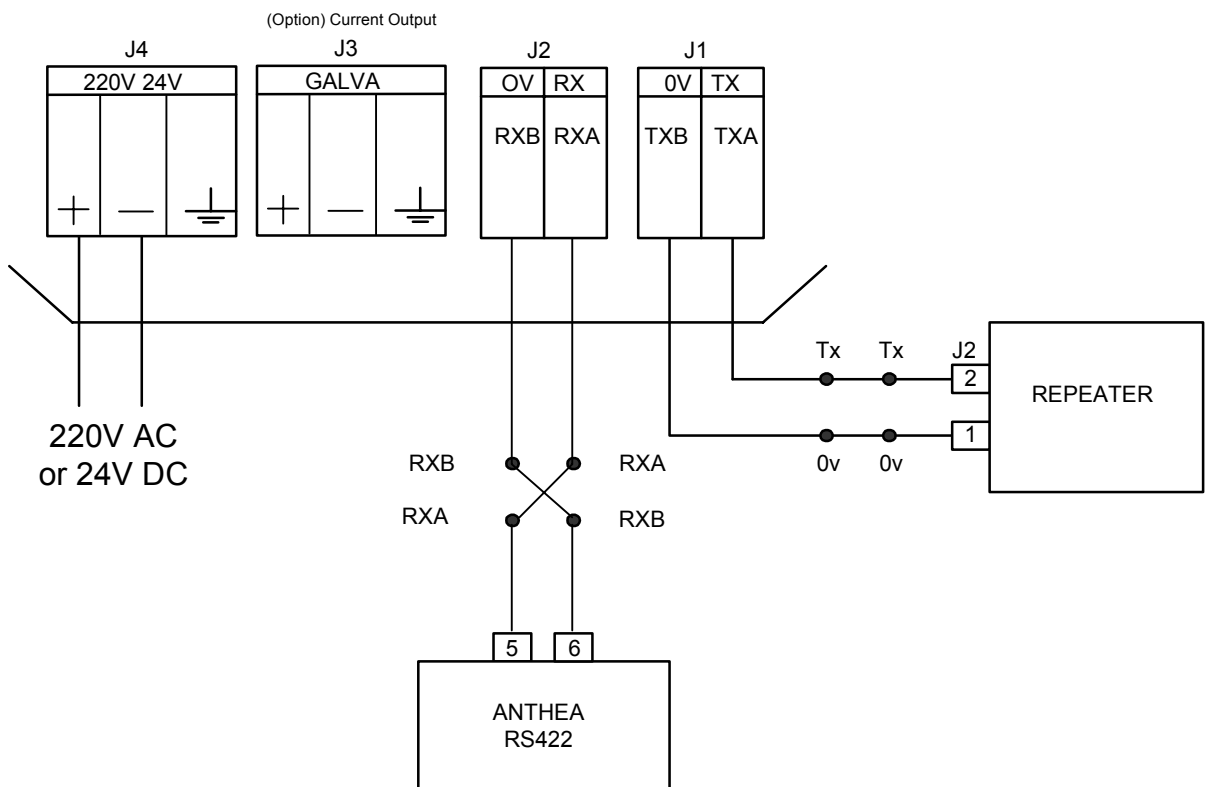 (Option) Current Output
J4
J3
J2
J1
220V 24V
GALVA
OV RX
0V TX
RXB RXA
TXB TXA
+ —
+ —
220V AC
or 24V DC
Tx Tx J2
2
REPEATER
1
0v 0v
RXB RXA
RXA RXB
5 6
ANTHEA
RS422